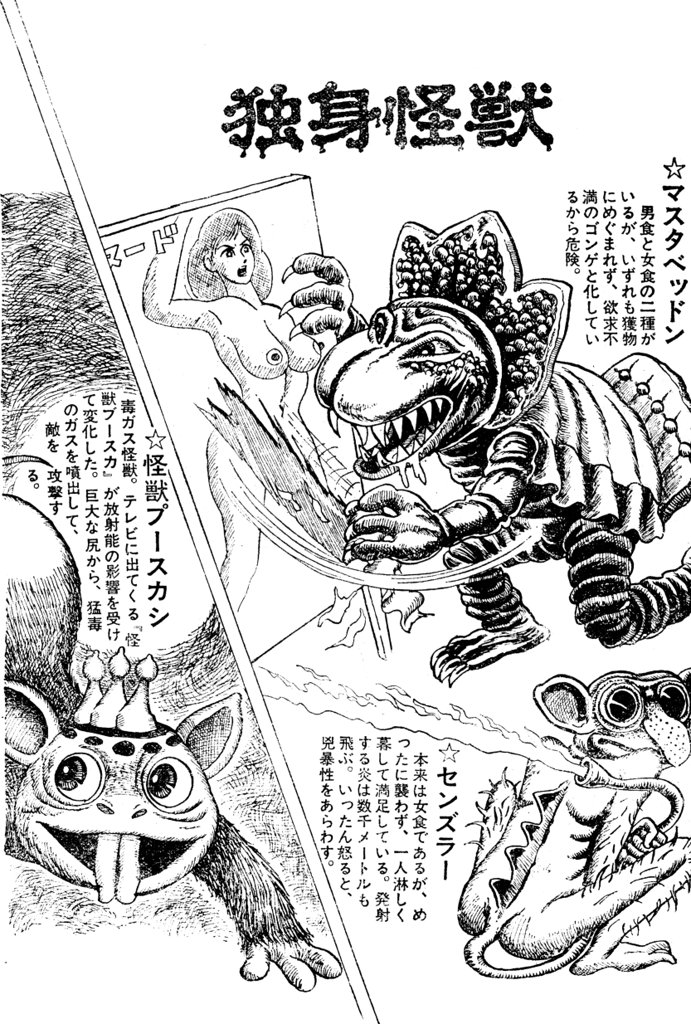 独身怪獣
☆マスタベッドン
男食と女食の二種が
いるが、いずれも獲物
にめぐまれず、欲求不
満のゴンゲと化してい
るから危険。
ヌード
☆怪獣プースカシ
毒ガス怪獣。テレビに出てくる『怪
獣ブースカ』が放射能の影響を受け
て変化した。巨大な尻から、猛毒
のガスを噴出して、
敵を攻撃す
る。
☆センズラー
本来は女食であるが、め
ったに襲わず、一人淋しく
暮して満足している。発射
する炎は数千メートルも
飛ぶ。いったん怒ると、
兇暴性をあらわす。